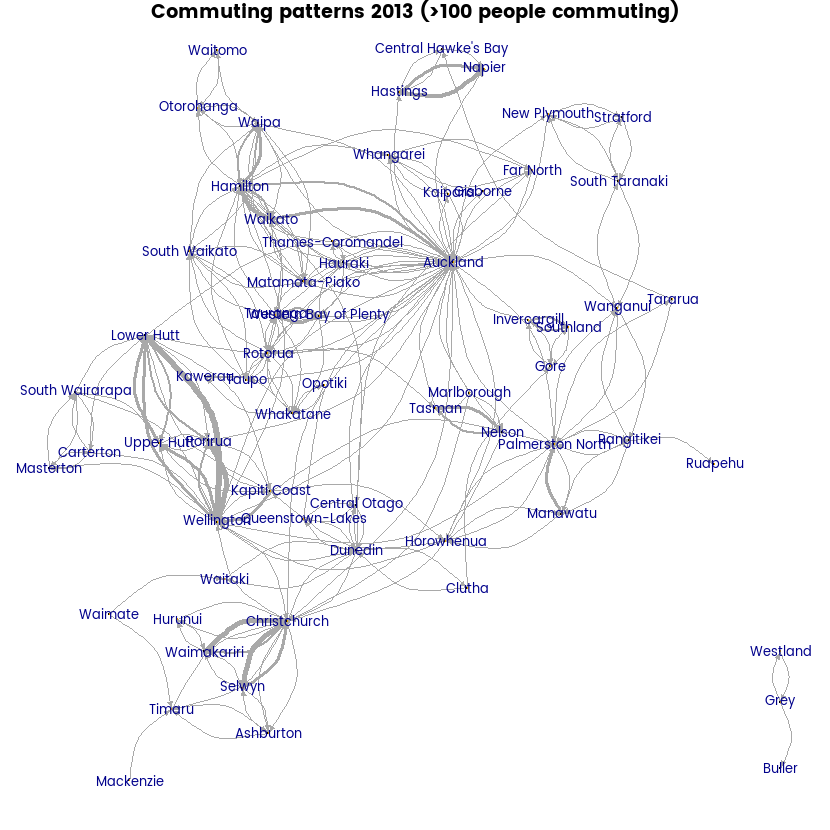 Commuting patterns 2013 (>100 people commuting)
Waitomo
Central Hawke's Bay
Napier
Hastings
Otorohanga
New Plymouth
Stratford
Waipa
Whangarei
Far North
South Taranaki
Hamilton
Kaipara
Gisborne
Waikato
Thames-Coromandel
South Waikato
Hauraki
Auckland
Matamata-Piako
Tararua
Wanganui
Tauranga
Western Bay of Plenty
Invercargill
Southland
Lower Hutt
Rotorua
Gore
Kawerau
Taupo
Opotiki
South Wairarapa
Marlborough
Tasman
Whakatane
Nelson
Upper Hutt
Porirua
Palmerston North
Rangitikei
Carterton
Masterton
Ruapehu
Kapiti Coast
Central Otago
Wellington
Queenstown-Lakes
Manawatu
Horowhenua
Dunedin
Waitaki
Clutha
Waimate
Hurunui
Christchurch
Waimakariri
Westland
Selwyn
Grey
Timaru
Ashburton
Buller
Mackenzie